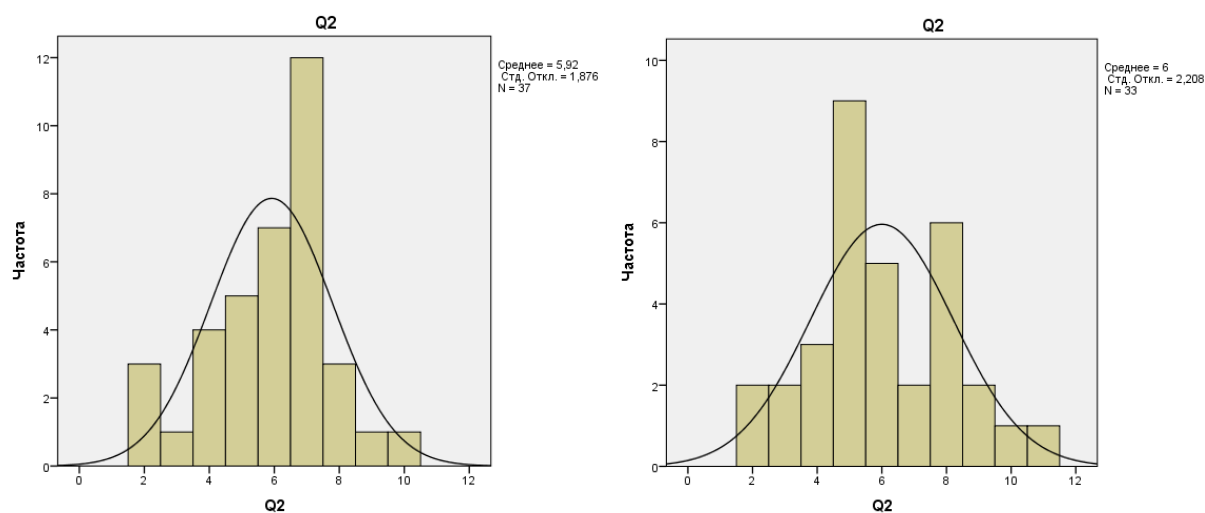 Q2
12
10
8
6
4
2
0
Частота
0 2 4 6 8 10 12
Q2
Среднее = 5,92
Стд. Откл. = 1,876
N = 37
Q2
10
8
6
4
2
0
Частота
0 2 4 6 8 10 12
Q2
Среднее = 6
Стд. Откл. = 2,208
N = 33